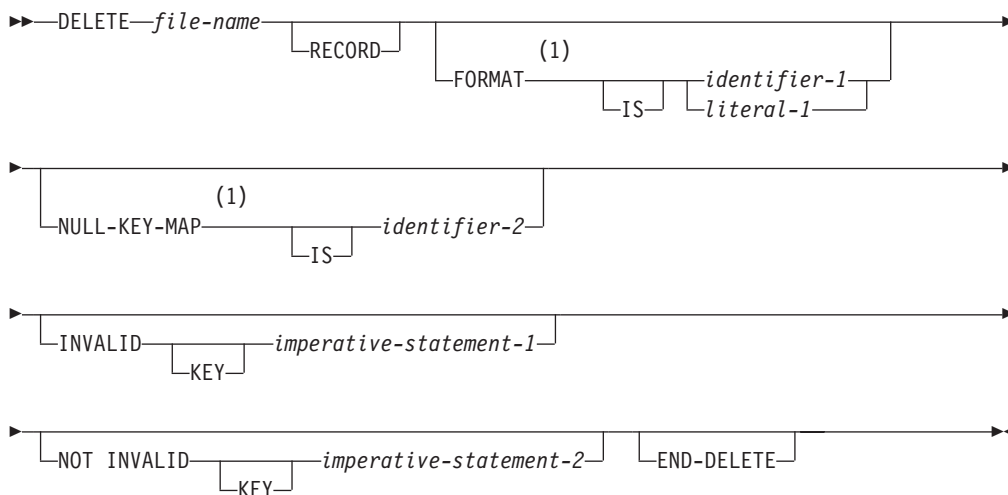 DELETE file-name
RECORD
(1)
FORMAT
IS
identifier-1
literal-1
(1)
NULL-KEY-MAP
IS
identifier-2
INVALID
KEY
imperative-statement-1
NOT INVALID
KEY
imperative-statement-2
END-DELETE